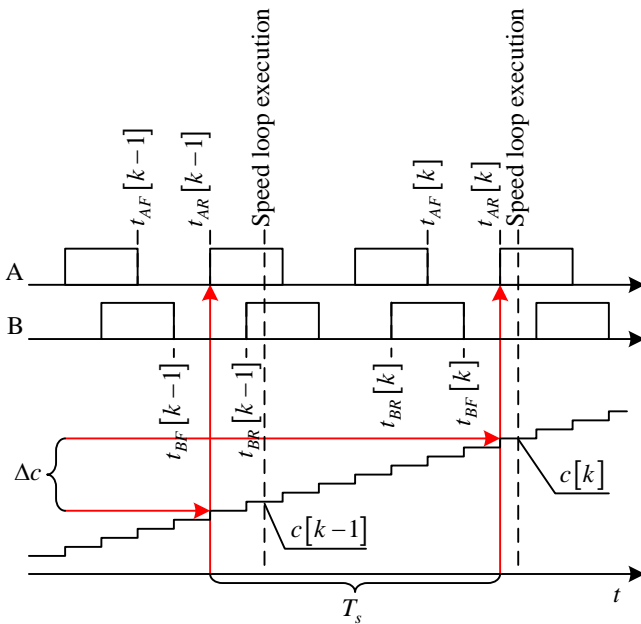 t_AF[k−1]
t_AR[k−1]
Speed loop execution
t_AF[k]
t_AR[k]
Speed loop execution
A
B
t_BF[k−1]
t_BR[k−1]
t_BR[k]
t_BF[k]
Δc
c[k]
c[k−1]
T_s
t